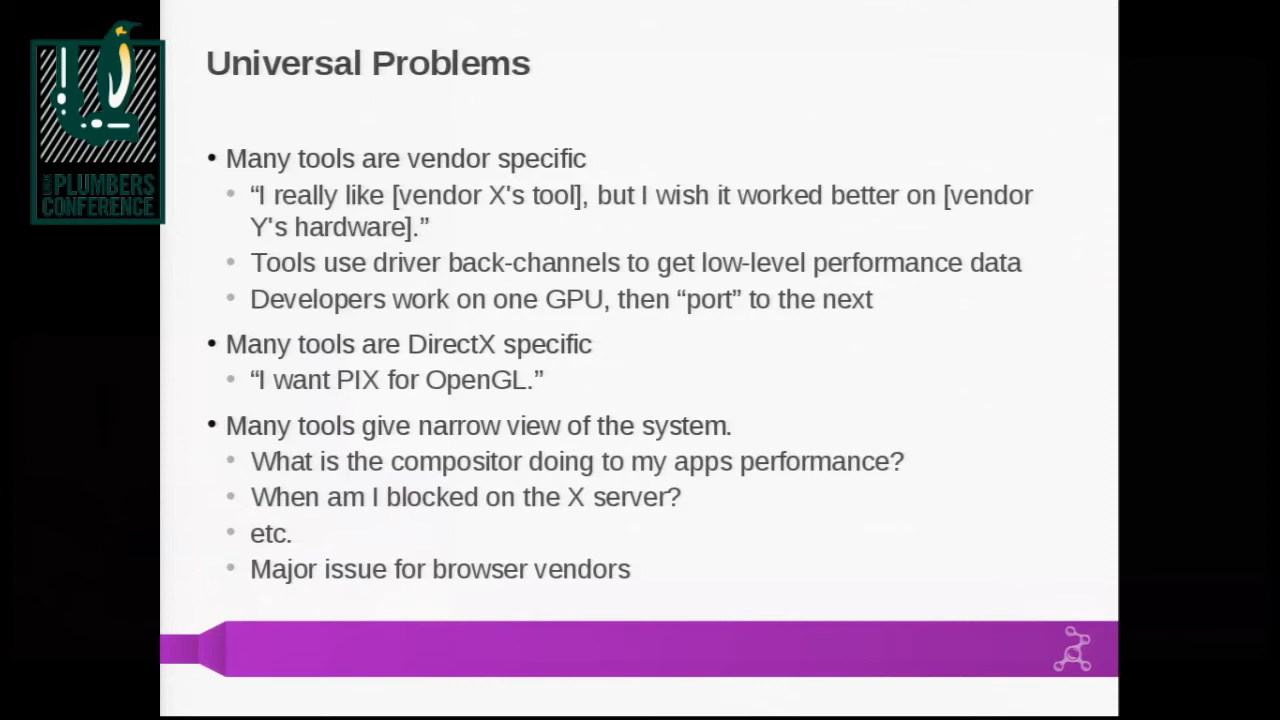 Universal Problems
• Many tools are vendor specific
• “I really like [vendor X's tool], but I wish it worked better on [vendor
Y's hardware].”
• Tools use driver back-channels to get low-level performance data
• Developers work on one GPU, then “port” to the next
• Many tools are DirectX specific
• “I want PIX for OpenGL.”
• Many tools give narrow view of the system.
• What is the compositor doing to my apps performance?
• When am I blocked on the X server?
• etc.
• Major issue for browser vendors
LINUX PLUMBERS
CONFERENCE